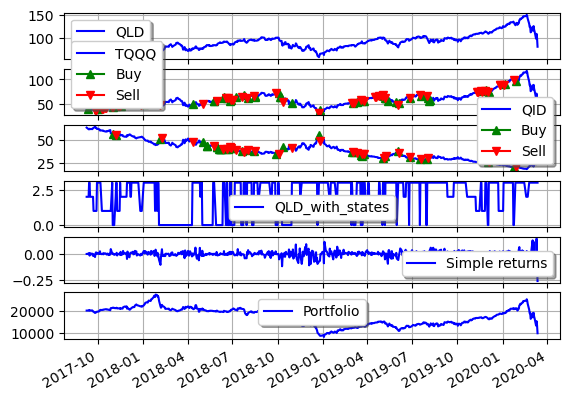 150
100
QLD
TQQQ
Buy
Sell
100
50
QID
Buy
Sell
50
25
2.5
0.0
QLD_with_states
0.00
−0.25
Simple returns
20000
10000
Portfolio
2017-10
2018-01
2018-04
2018-07
2018-10
2019-01
2019-04
2019-07
2019-10
2020-01
2020-04